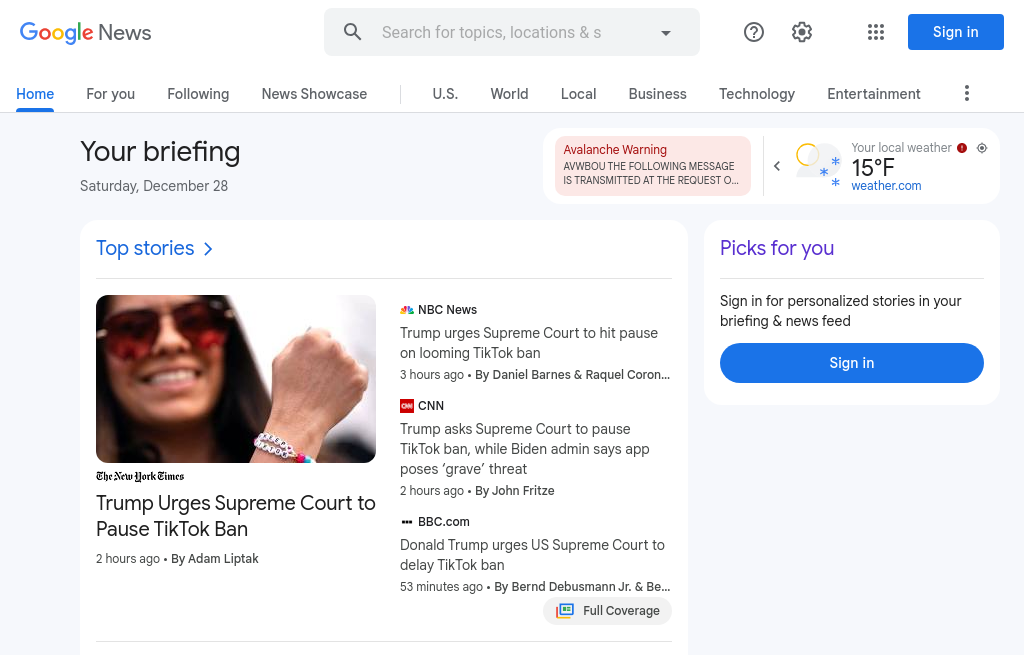 Google News
Search for topics, locations & s
Sign in
Home
For you
Following
News Showcase
U.S.
World
Local
Business
Technology
Entertainment
Your briefing
Saturday, December 28
Avalanche Warning
AVWBOU THE FOLLOWING MESSAGE
IS TRANSMITTED AT THE REQUEST O…
Your local weather
15°F
weather.com
Top stories
Picks for you
Sign in for personalized stories in your
briefing & news feed
Sign in
KEEP
TIKTOK
The New York Times
Trump Urges Supreme Court to
Pause TikTok Ban
2 hours ago • By Adam Liptak
NBC News
Trump urges Supreme Court to hit pause
on looming TikTok ban
3 hours ago • By Daniel Barnes & Raquel Coron…
CNN
CNN
Trump asks Supreme Court to pause
TikTok ban, while Biden admin says app
poses ‘grave’ threat
2 hours ago • By John Fritze
BBC.com
Donald Trump urges US Supreme Court to
delay TikTok ban
53 minutes ago • By Bernd Debusmann Jr. & Be…
Full Coverage